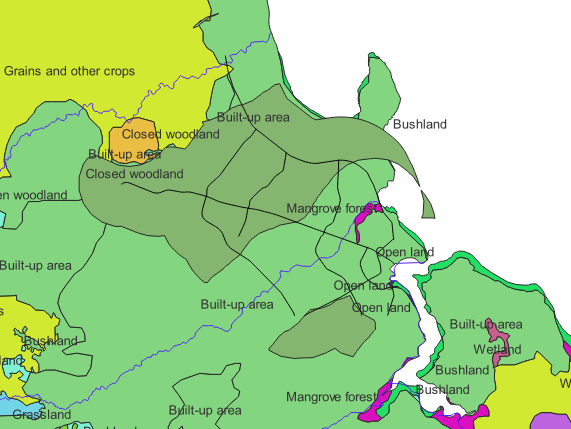 Grains and other crops
Built-up area
Bushland
Closed woodland
Built-up area
Closed woodland
en woodland
Mangrove forest
Open land
Built-up area
Open land
Built-up area
Open land
s
Built-up area
Bushland
Wetland
land
Bushland
W
Bushland
Mangrove forest
Built-up area
Grassland